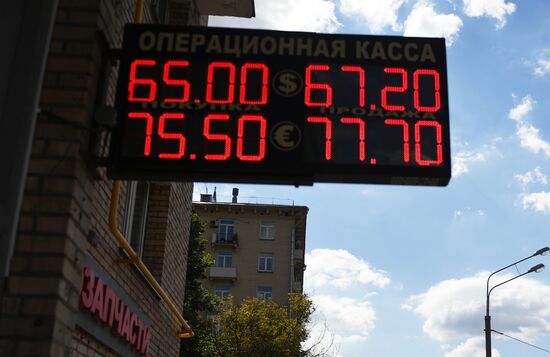 ОПЕРАЦИОННАЯ КАССА
65.00 $ 67.20
ПОКУПКА ПРОДАЖА
75.50 € 77.70
ЗАПЧАСТИ